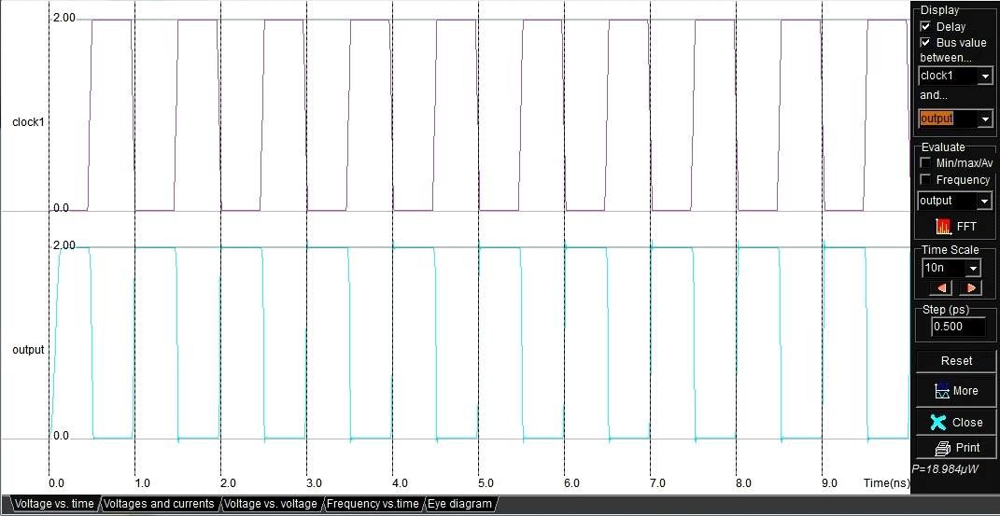 2.00
clock1
0.0
2.00
output
0.0
0.0 1.0 2.0 3.0 4.0 5.0 6.0 7.0 8.0 9.0 Time(ns)
Display
Delay
Bus value
between...
clock1
and...
output
Evaluate
Min/max/Av
Frequency
output
FFT
Time Scale
10n
Step (ps)
0.500
Reset
More
Close
Print
P=18.984µW
Voltage vs. time Voltages and currents Voltage vs. voltage Frequency vs.time Eye diagram